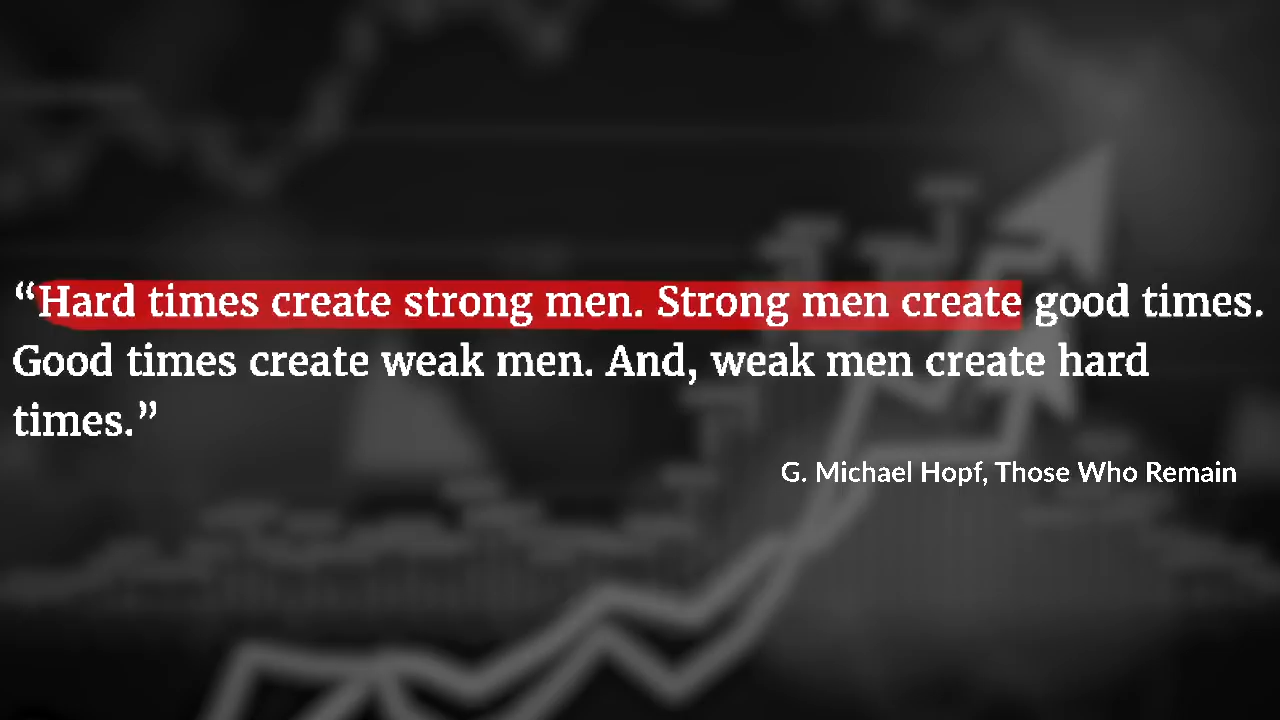 “Hard times create strong men. Strong men create good times.
Good times create weak men. And, weak men create hard
times.”
G. Michael Hopf, Those Who Remain